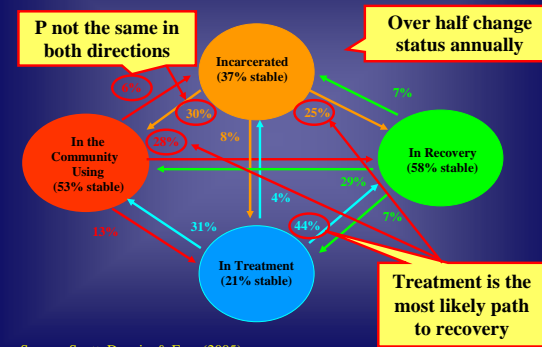 P not the same in
both directions
Over half change
status annually
Incarcerated
(37% stable)
6%
7%
30%
25%
8%
28%
In the
Community
Using
(53% stable)
In Recovery
(58% stable)
29%
4%
7%
13%
31%
44%
In Treatment
(21% stable)
Treatment is the
most likely path
to recovery